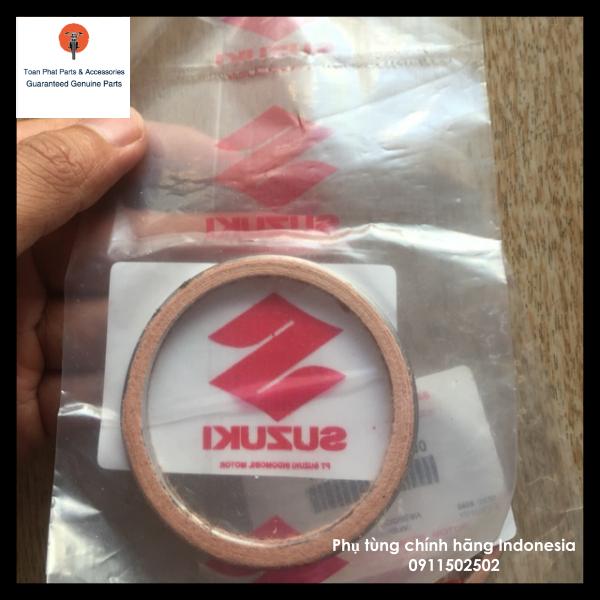 Toan Phat Parts & Accessories
Guaranteed Genuine Parts
SUZUKI
SUZUKI
SUZUKI
PT SUZUKI INDOMOBIL MOTOR
Phụ tùng chính hãng Indonesia
0911502502